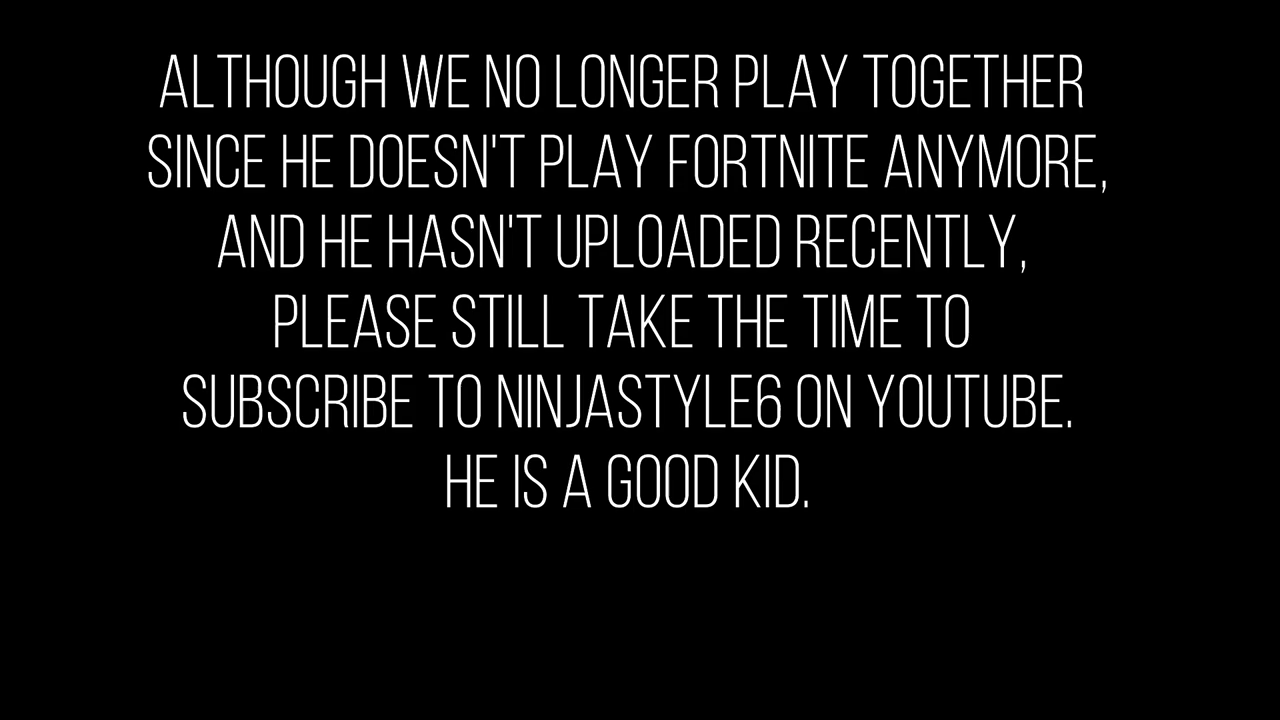 ALTHOUGH WE NO LONGER PLAY TOGETHER
SINCE HE DOESN'T PLAY FORTNITE ANYMORE,
AND HE HASN'T UPLOADED RECENTLY,
PLEASE STILL TAKE THE TIME TO
SUBSCRIBE TO NINJASTYLE6 ON YOUTUBE.
HE IS A GOOD KID.